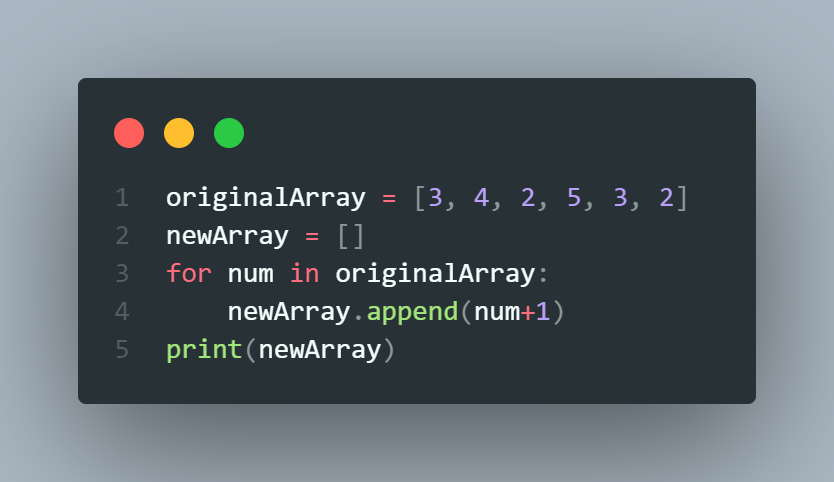 1 originalArray = [3, 4, 2, 5, 3, 2]
2 newArray = []
3 for num in originalArray:
4     newArray.append(num+1)
5 print(newArray)